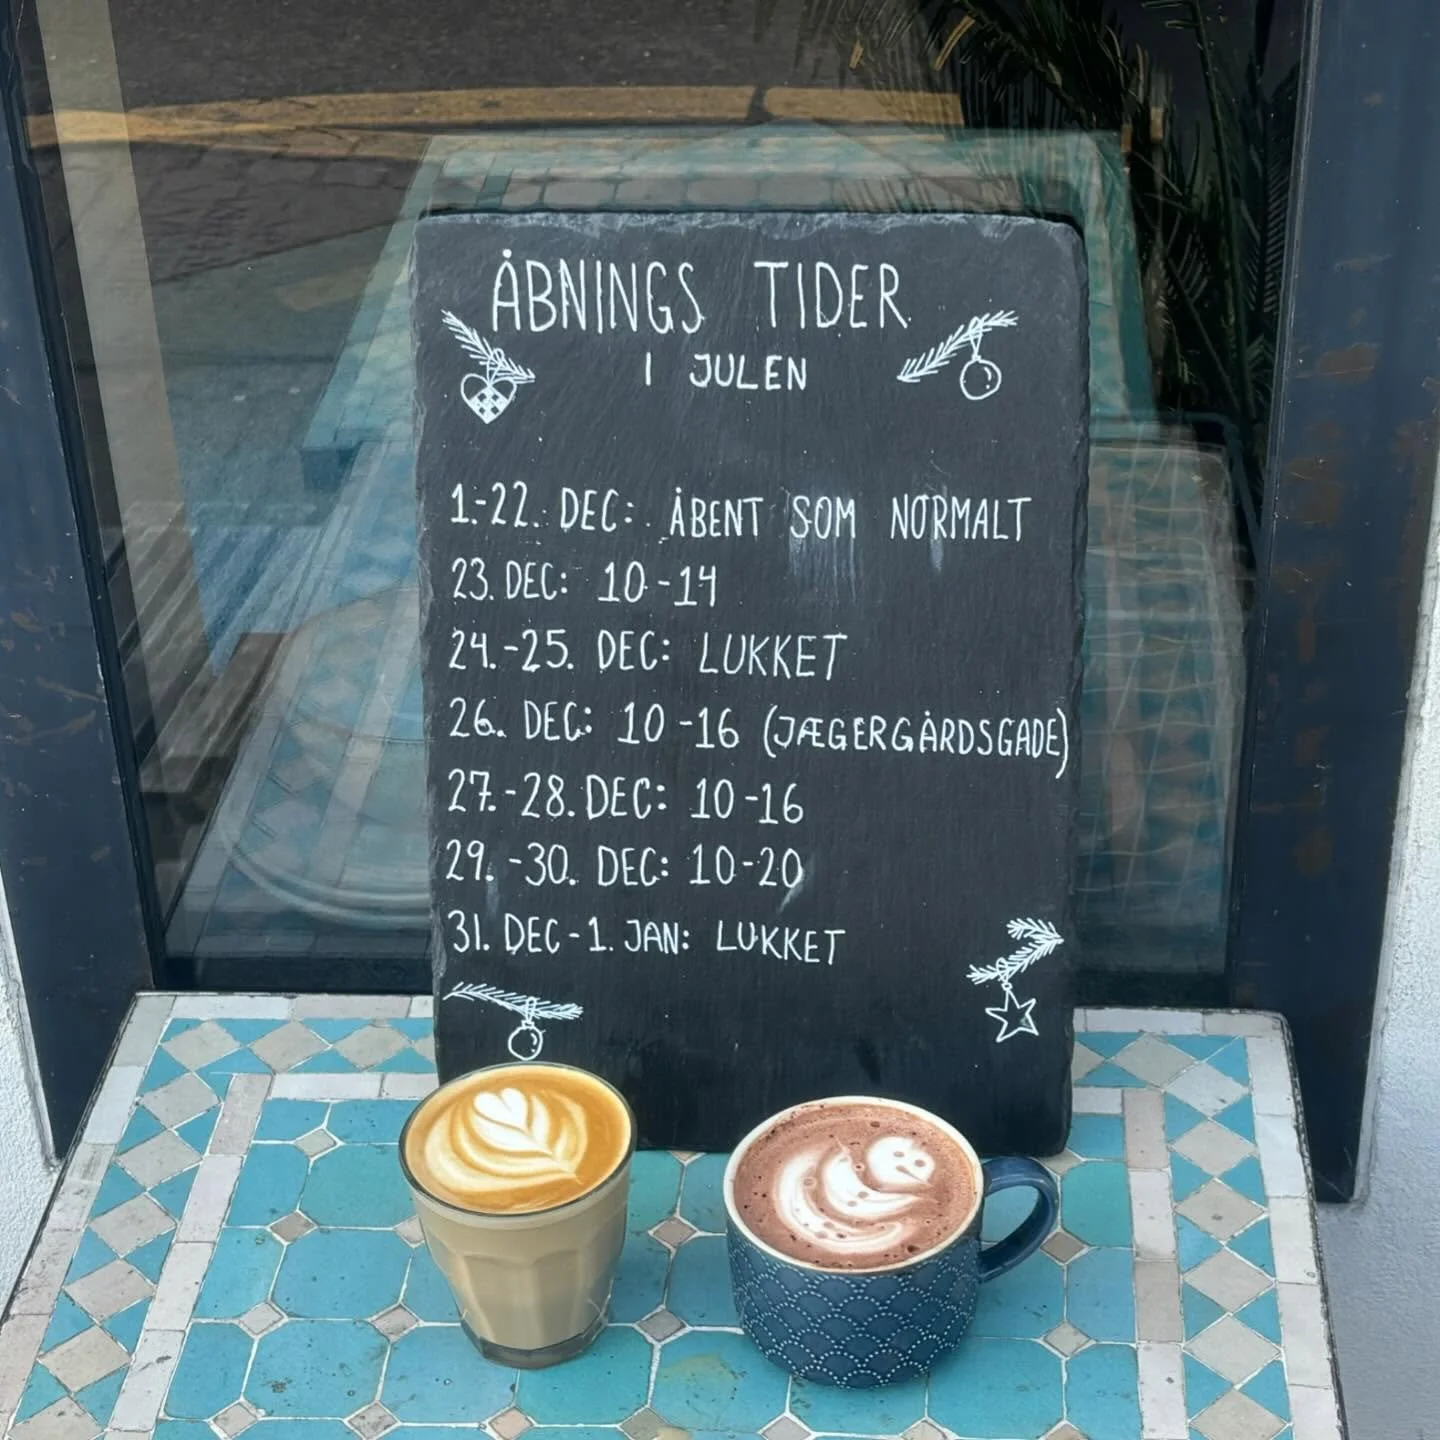 ÅBNINGS TIDER
I JULEN
1.-22. DEC: ÅBENT SOM NORMALT
23. DEC: 10-14
24.-25. DEC: LUKKET
26. DEC: 10-16 (JÆGERGÅRDSGADE)
27.-28. DEC: 10-16
29.-30. DEC: 10-20
31. DEC-1. JAN: LUKKET